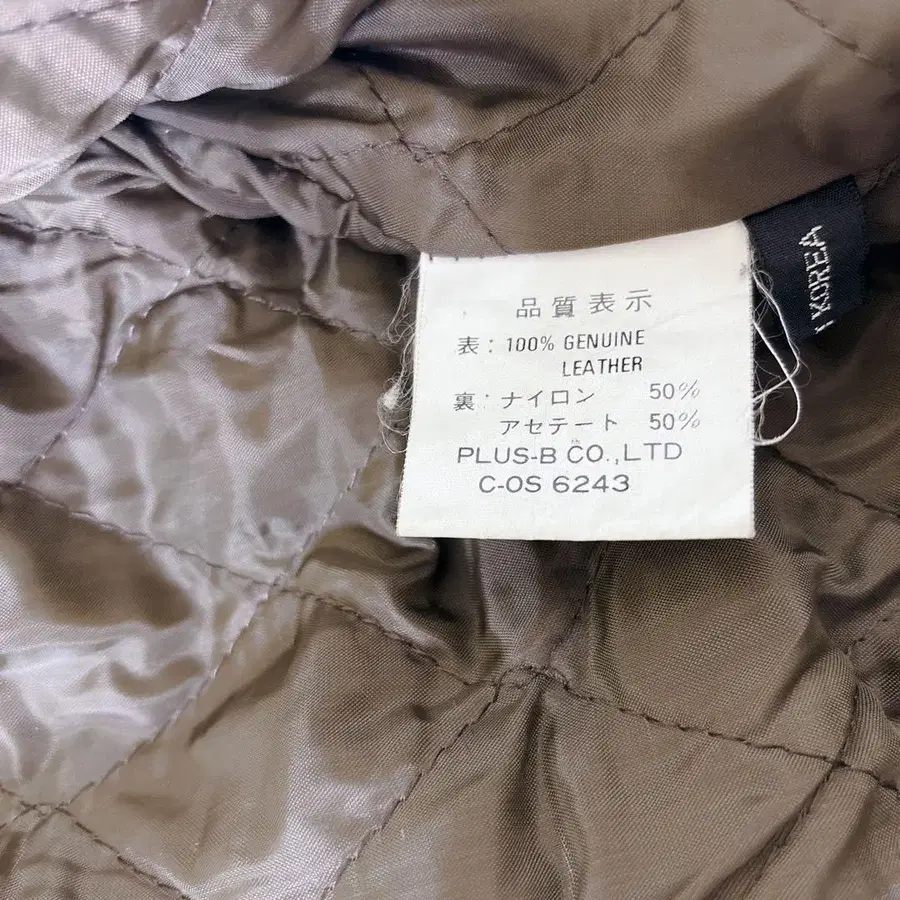 品質表示
表: 100% GENUINE
LEATHER
裏: ナイロン 50%
アセテート 50%
PLUS-B CO.,LTD
C-OS 6243
KOREA